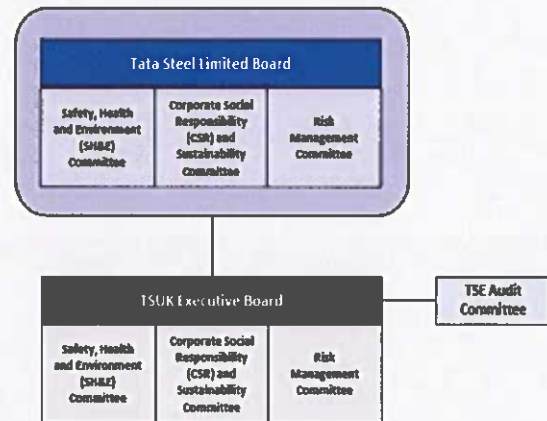 Tata Steel Limited Board
Safety, Health
and Environment
(SH&E)
Committee
Corporate Social
Responsibility
(CSR) and
Sustainability
Committee
Risk
Management
Committee
TSUK Executive Board
TSE Audit
Committee
Safety, Health
and Environment
(SH&E)
Committee
Corporate Social
Responsibility
(CSR) and
Sustainability
Committee
Risk
Management
Committee